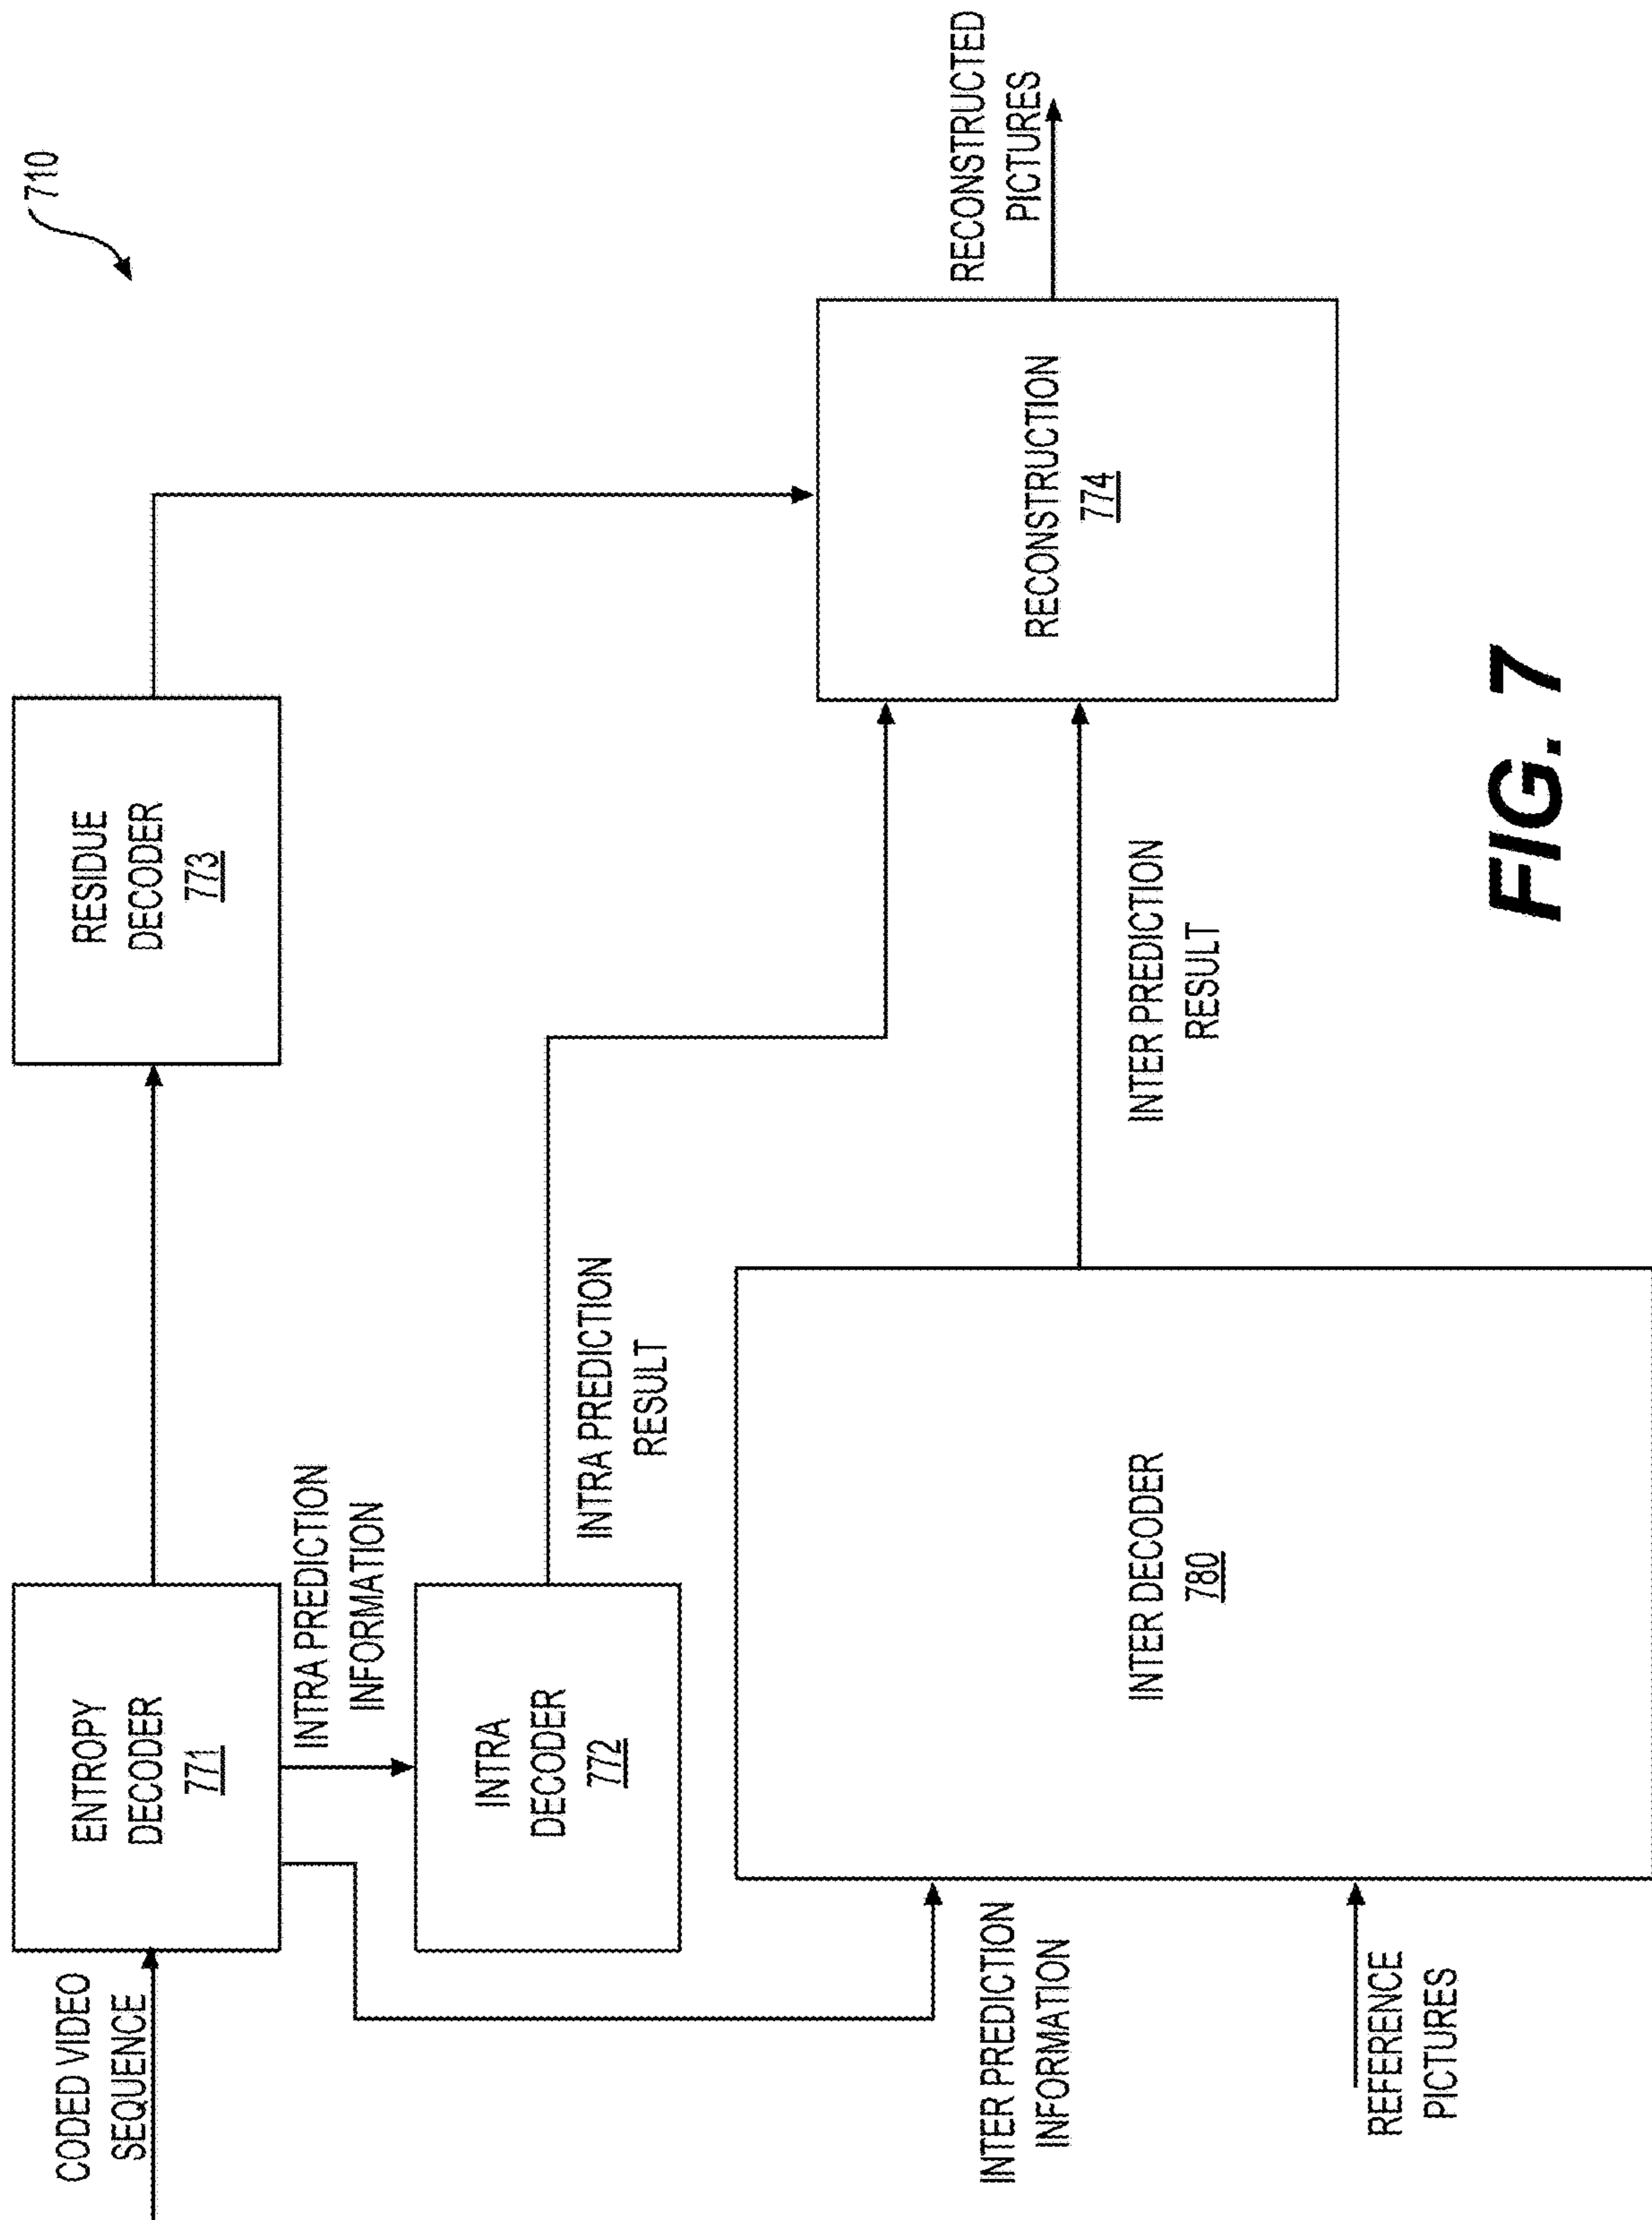 710
CODED VIDEO
SEQUENCE
ENTROPY
DECODER
771
RESIDUE
DECODER
773
INTRA PREDICTION
INFORMATION
INTRA
DECODER
772
INTRA PREDICTION
RESULT
RECONSTRUCTED
PICTURES
RECONSTRUCTION
774
INTER PREDICTION
INFORMATION
INTER DECODER
780
INTER PREDICTION
RESULT
REFERENCE
PICTURES
FIG. 7